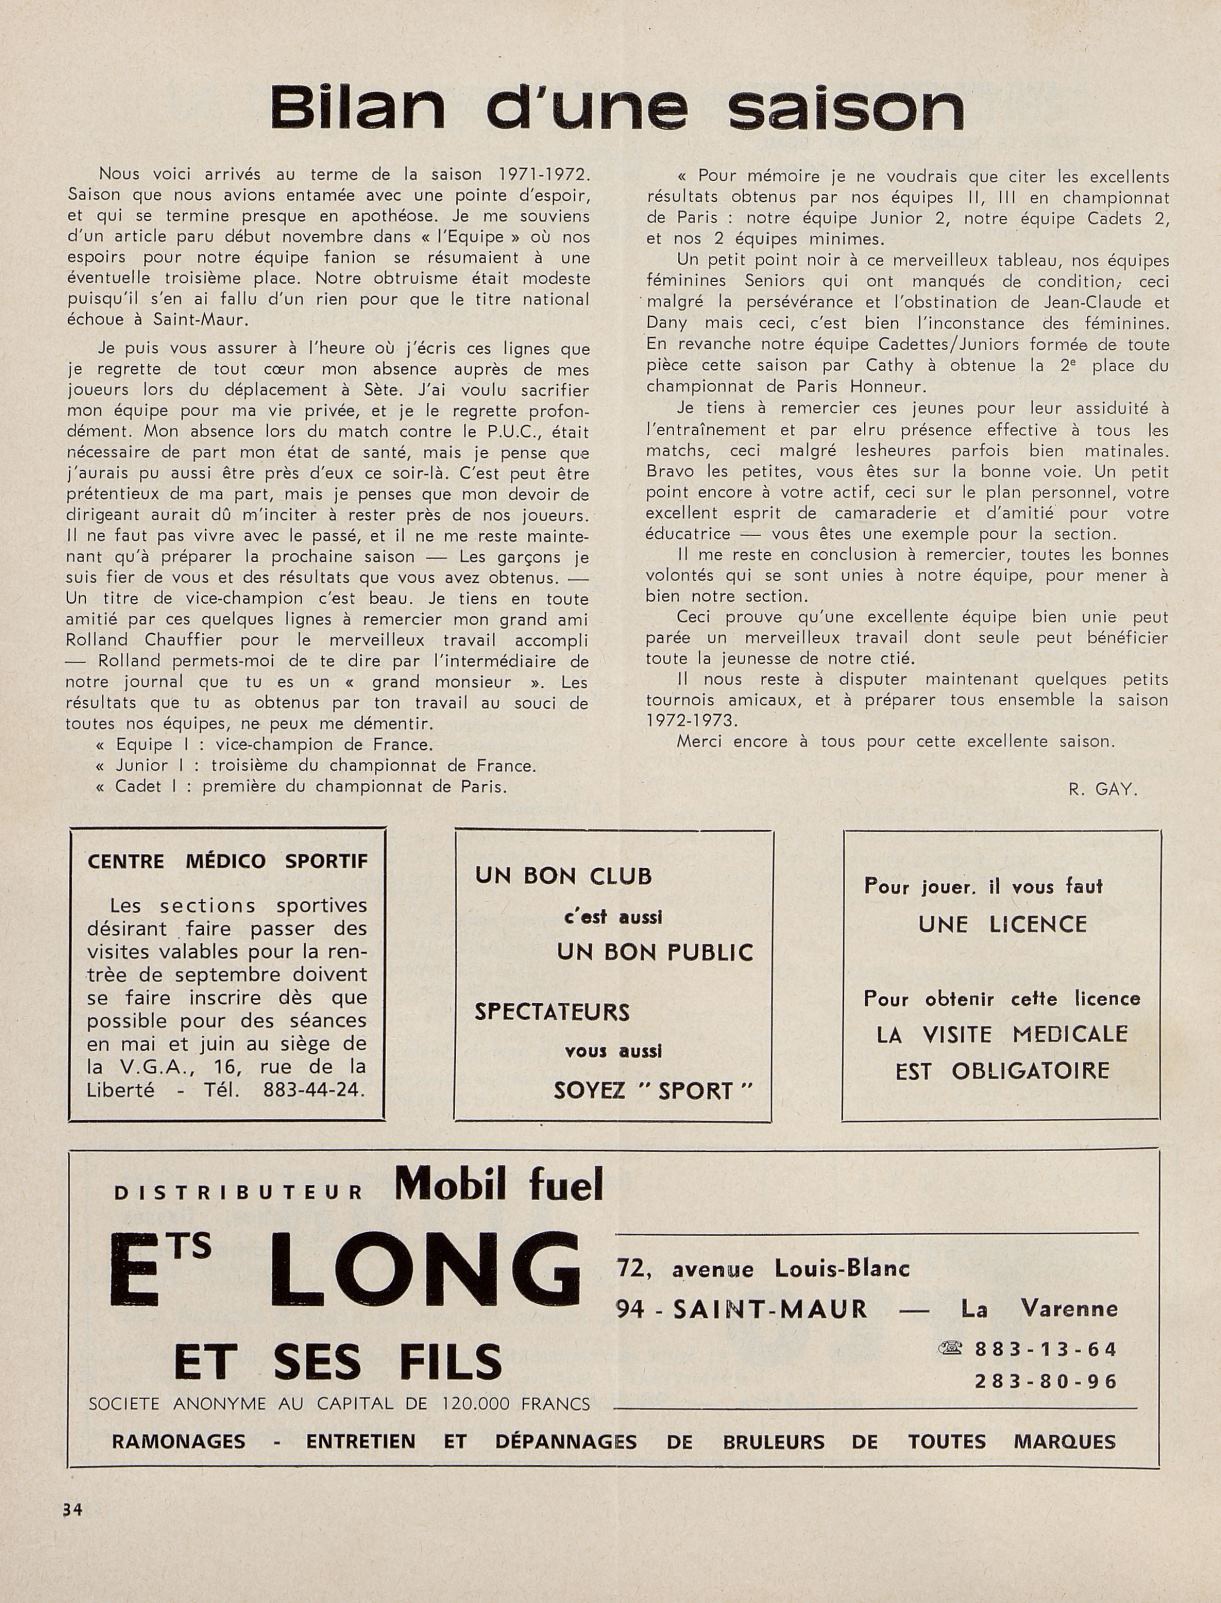 Bilan d'une saison
Nous voici arrivés au terme de la saison 1971-1972.
Saison que nous avions entamée avec une pointe d'espoir,
et qui se termine presque en apothéose. Je me souviens
d'un article paru début novembre dans « l'Equipe » où nos
espoirs pour notre équipe fanion se résumaient à une
éventuelle troisième place. Notre obtruisme était modeste
puisqu'il s'en ai fallu d'un rien pour que le titre national
échoue à Saint-Maur.
Je puis vous assurer à l'heure où j'écris ces lignes que
je regrette de tout cœur mon absence auprès de mes
joueurs lors du déplacement à Sète. J'ai voulu sacrifier
mon équipe pour ma vie privée, et je le regrette profon-
dément. Mon absence lors du match contre le P.U.C., était
nécessaire de part mon état de santé, mais je pense que
j'aurais pu aussi être près d'eux ce soir-là. C'est peut être
prétentieux de ma part, mais je penses que mon devoir de
dirigeant aurait dû m'inciter à rester près de nos joueurs.
Il ne faut pas vivre avec le passé, et il ne me reste mainte-
nant qu'à préparer la prochaine saison — Les garçons je
suis fier de vous et des résultats que vous avez obtenus. —
Un titre de vice-champion c'est beau. Je tiens en toute
amitié par ces quelques lignes à remercier mon grand ami
Rolland Chauffier pour le merveilleux travail accompli
— Rolland permets-moi de te dire par l'intermédiaire de
notre journal que tu es un « grand monsieur ». Les
résultats que tu as obtenus par ton travail au souci de
toutes nos équipes, ne peux me démentir.
« Equipe I : vice-champion de France.
« Junior I : troisième du championnat de France.
« Cadet I : première du championnat de Paris.
« Pour mémoire je ne voudrais que citer les excellents
résultats obtenus par nos équipes II, III en championnat
de Paris : notre équipe Junior 2, notre équipe Cadets 2,
et nos 2 équipes minimes.
Un petit point noir à ce merveilleux tableau, nos équipes
féminines Seniors qui ont manqués de condition, ceci
malgré la persévérance et l'obstination de Jean-Claude et
Dany mais ceci, c'est bien l'inconstance des féminines.
En revanche notre équipe Cadettes/Juniors formée de toute
pièce cette saison par Cathy à obtenue la 2e place du
championnat de Paris Honneur.
Je tiens à remercier ces jeunes pour leur assiduité à
l'entraînement et par elru présence effective à tous les
matchs, ceci malgré lesheures parfois bien matinales.
Bravo les petites, vous êtes sur la bonne voie. Un petit
point encore à votre actif, ceci sur le plan personnel, votre
excellent esprit de camaraderie et d'amitié pour votre
éducatrice — vous êtes une exemple pour la section.
Il me reste en conclusion à remercier, toutes les bonnes
volontés qui se sont unies à notre équipe, pour mener à
bien notre section.
Ceci prouve qu'une excellente équipe bien unie peut
parée un merveilleux travail dont seule peut bénéficier
toute la jeunesse de notre ctié.
Il nous reste à disputer maintenant quelques petits
tournois amicaux, et à préparer tous ensemble la saison
1972-1973.
Merci encore à tous pour cette excellente saison.
R. GAY.
CENTRE MÉDICO SPORTIF
Les sections sportives
désirant faire passer des
visites valables pour la ren-
trèe de septembre doivent
se faire inscrire dès que
possible pour des séances
en mai et juin au siège de
la V.G.A., 16, rue de la
Liberté - Tél. 883-44-24.
UN BON CLUB
c'est aussi
UN BON PUBLIC
SPECTATEURS
vous aussi
SOYEZ " SPORT "
Pour jouer. il vous faut
UNE LICENCE
Pour obtenir cette licence
LA VISITE MEDICALE
EST OBLIGATOIRE
DISTRIBUTEUR Mobil fuel
ETS LONG
ET SES FILS
SOCIETE ANONYME AU CAPITAL DE 120.000 FRANCS
72, avenue Louis-Blanc
94 - SAINT-MAUR — La Varenne
☎ 883-13-64
283-80-96
RAMONAGES - ENTRETIEN ET DÉPANNAGES DE BRULEURS DE TOUTES MARQUES
34